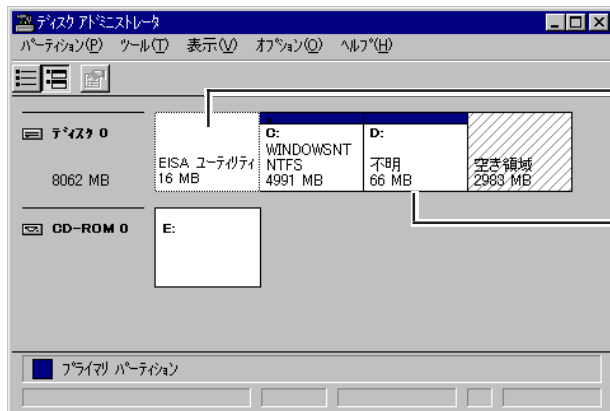 ディスク アドミニストレータ
パーティション(P) ツール(T) 表示(V) オプション(O) ヘルプ(H)
ディスク 0
8062 MB
EISA ユーティリティ
16 MB
C:
WINDOWSNT
NTFS
4991 MB
D:
不明
66 MB
空き領域
2983 MB
CD-ROM 0
E:
プライマリ パーティション